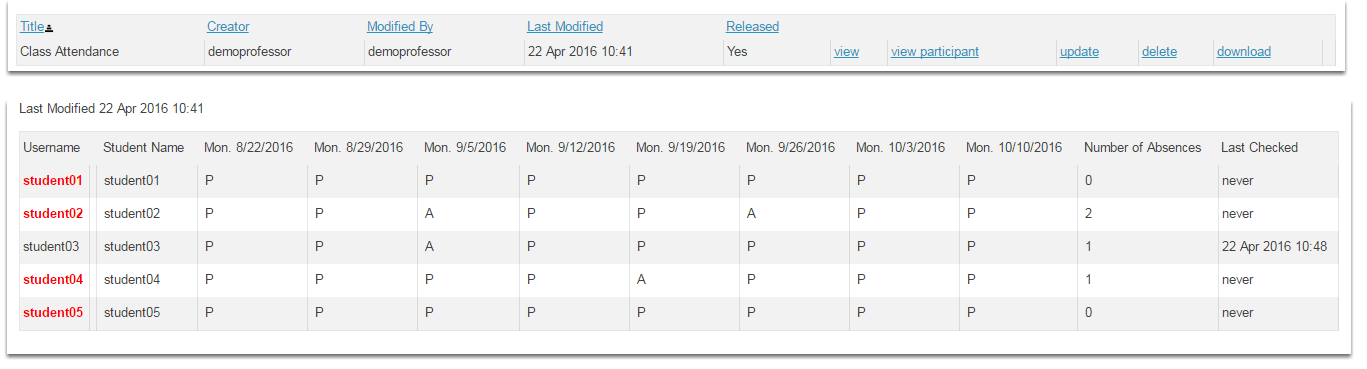 Title Creator Modified By Last Modified Released
Class Attendance demoprofessor demoprofessor 22 Apr 2016 10:41 Yes view view participant update delete download
Last Modified 22 Apr 2016 10:41
Username Student Name Mon. 8/22/2016 Mon. 8/29/2016 Mon. 9/5/2016 Mon. 9/12/2016 Mon. 9/19/2016 Mon. 9/26/2016 Mon. 10/3/2016 Mon. 10/10/2016 Number of Absences Last Checked
student01 student01 P P P P P P P P 0 never
student02 student02 P P A P P A P P 2 never
student03 student03 P P A P P P P P 1 22 Apr 2016 10:48
student04 student04 P P P P A P P P 1 never
student05 student05 P P P P P P P P 0 never